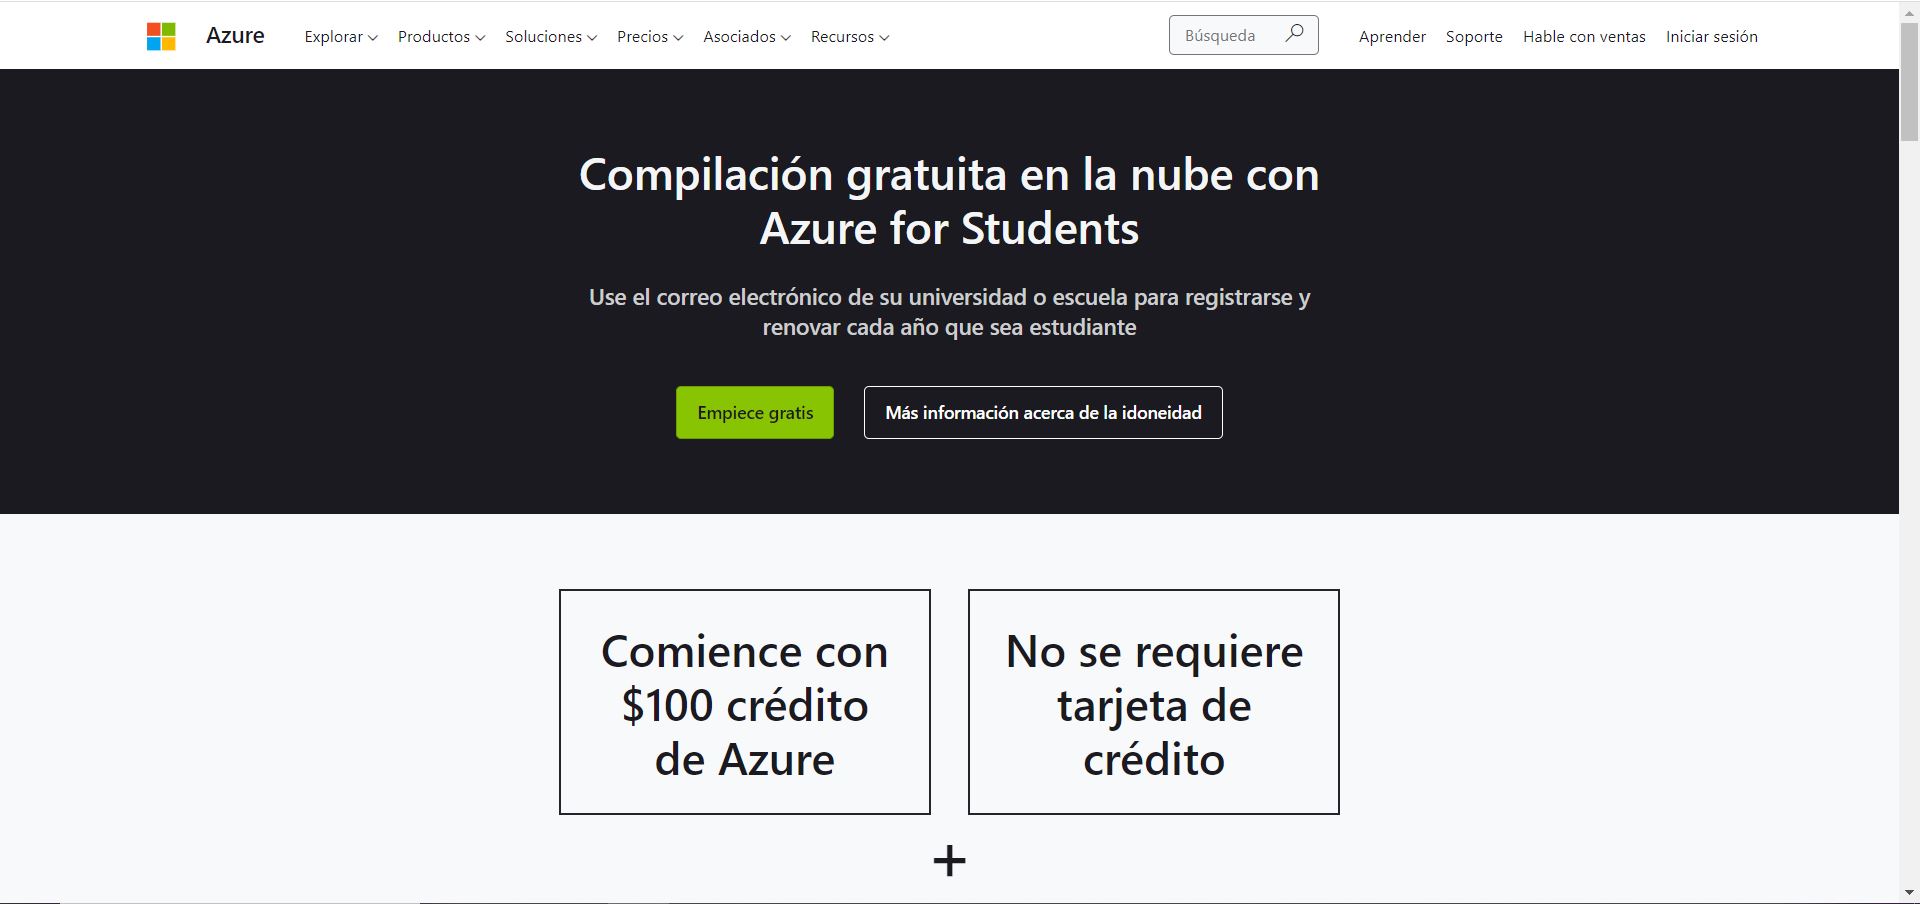 Azure Explorar Productos Soluciones Precios Asociados Recursos Búsqueda Aprender Soporte Hable con ventas Iniciar sesión
Compilación gratuita en la nube con
Azure for Students
Use el correo electrónico de su universidad o escuela para registrarse y
renovar cada año que sea estudiante
Empiece gratis Más información acerca de la idoneidad
Comience con
$100 crédito
de Azure
No se requiere
tarjeta de
crédito
+